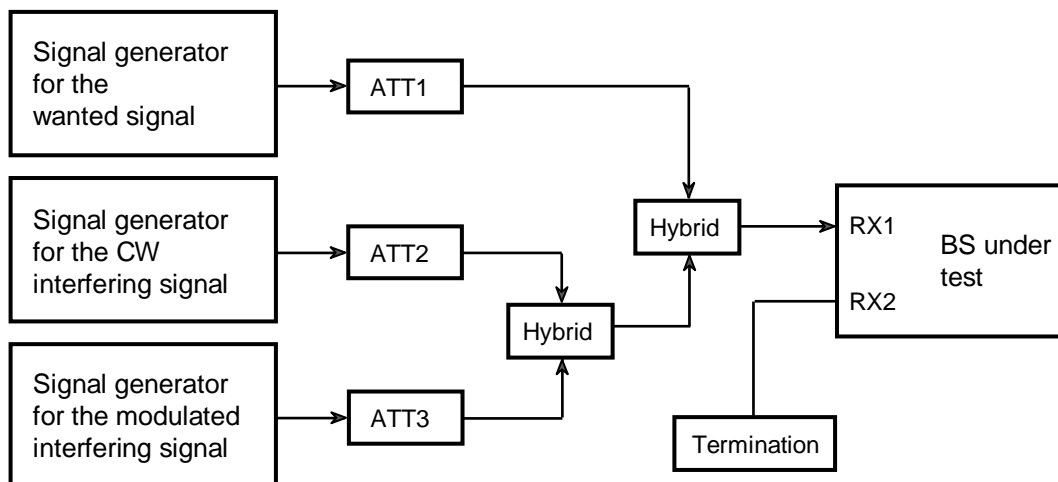 Signal generator
for the
wanted signal
ATT1
Signal generator
for the CW
interfering signal
ATT2
Hybrid
RX1
BS under
test
RX2
Hybrid
Signal generator
for the modulated
interfering signal
ATT3
Termination